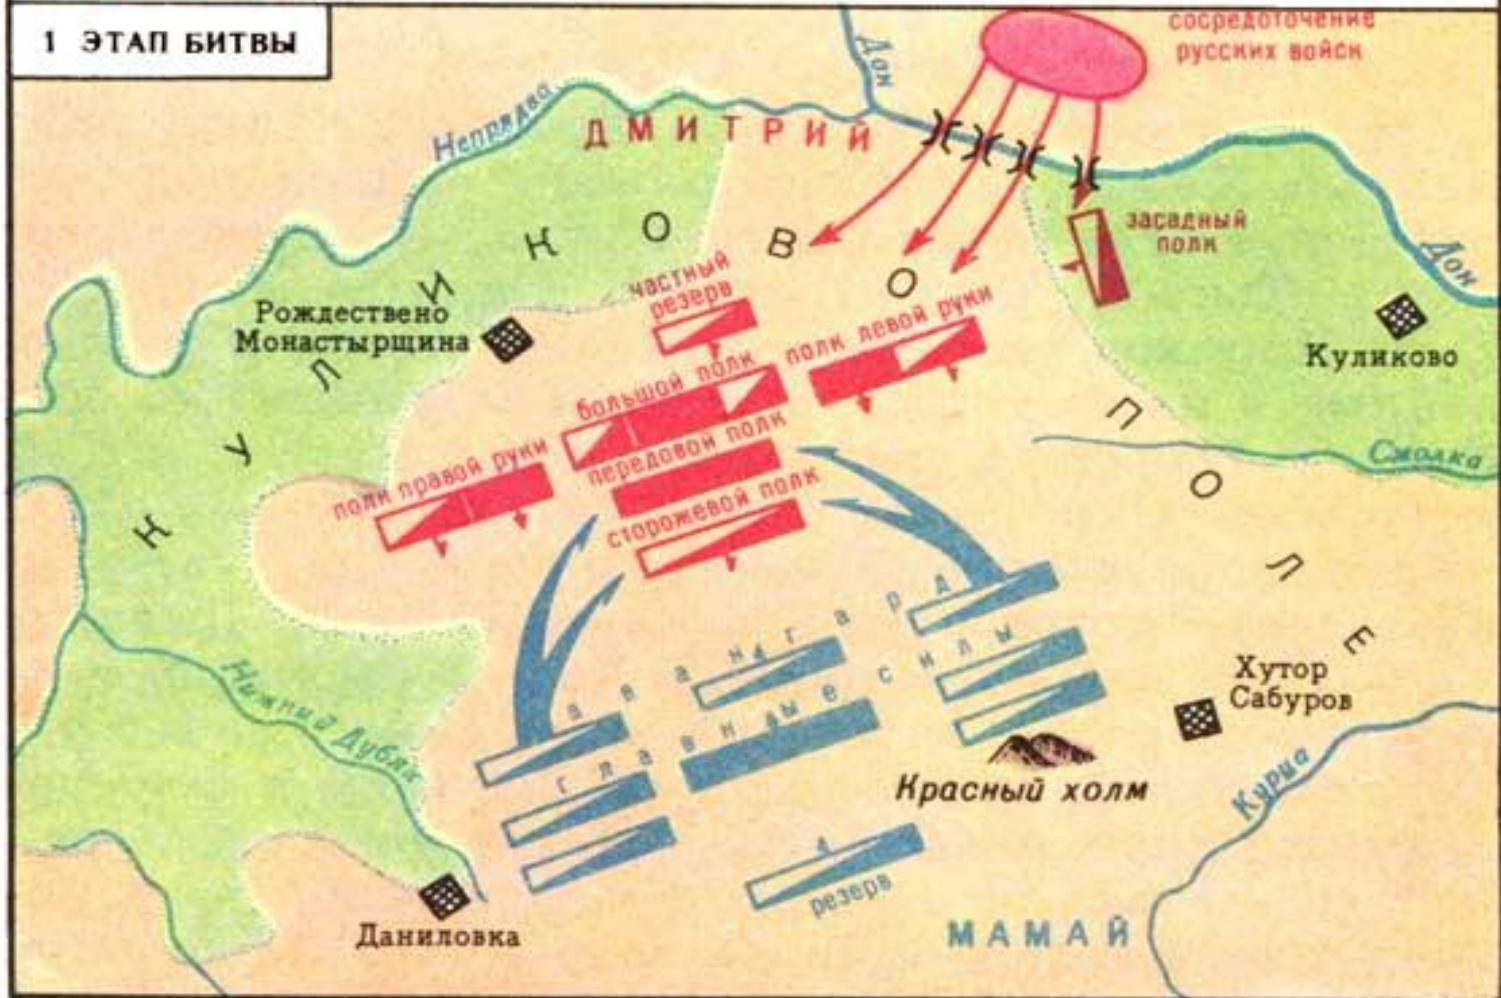 1 ЭТАП БИТВЫ
сосредоточение
русских войск
Дон
Непрядва
ДМИТРИЙ
КУЛИКОВО ПОЛЕ
засадный
полк
Дон
частный
резерв
Рождествено
Монастырщина
полк левой руки
Куликово
большой полк
передовой полк
Смолка
полк правой руки
сторожевой полк
авангард
главные силы
Нижний Дубяк
Хутор
Сабуров
Красный холм
Курца
резерв
Даниловка
МАМАЙ